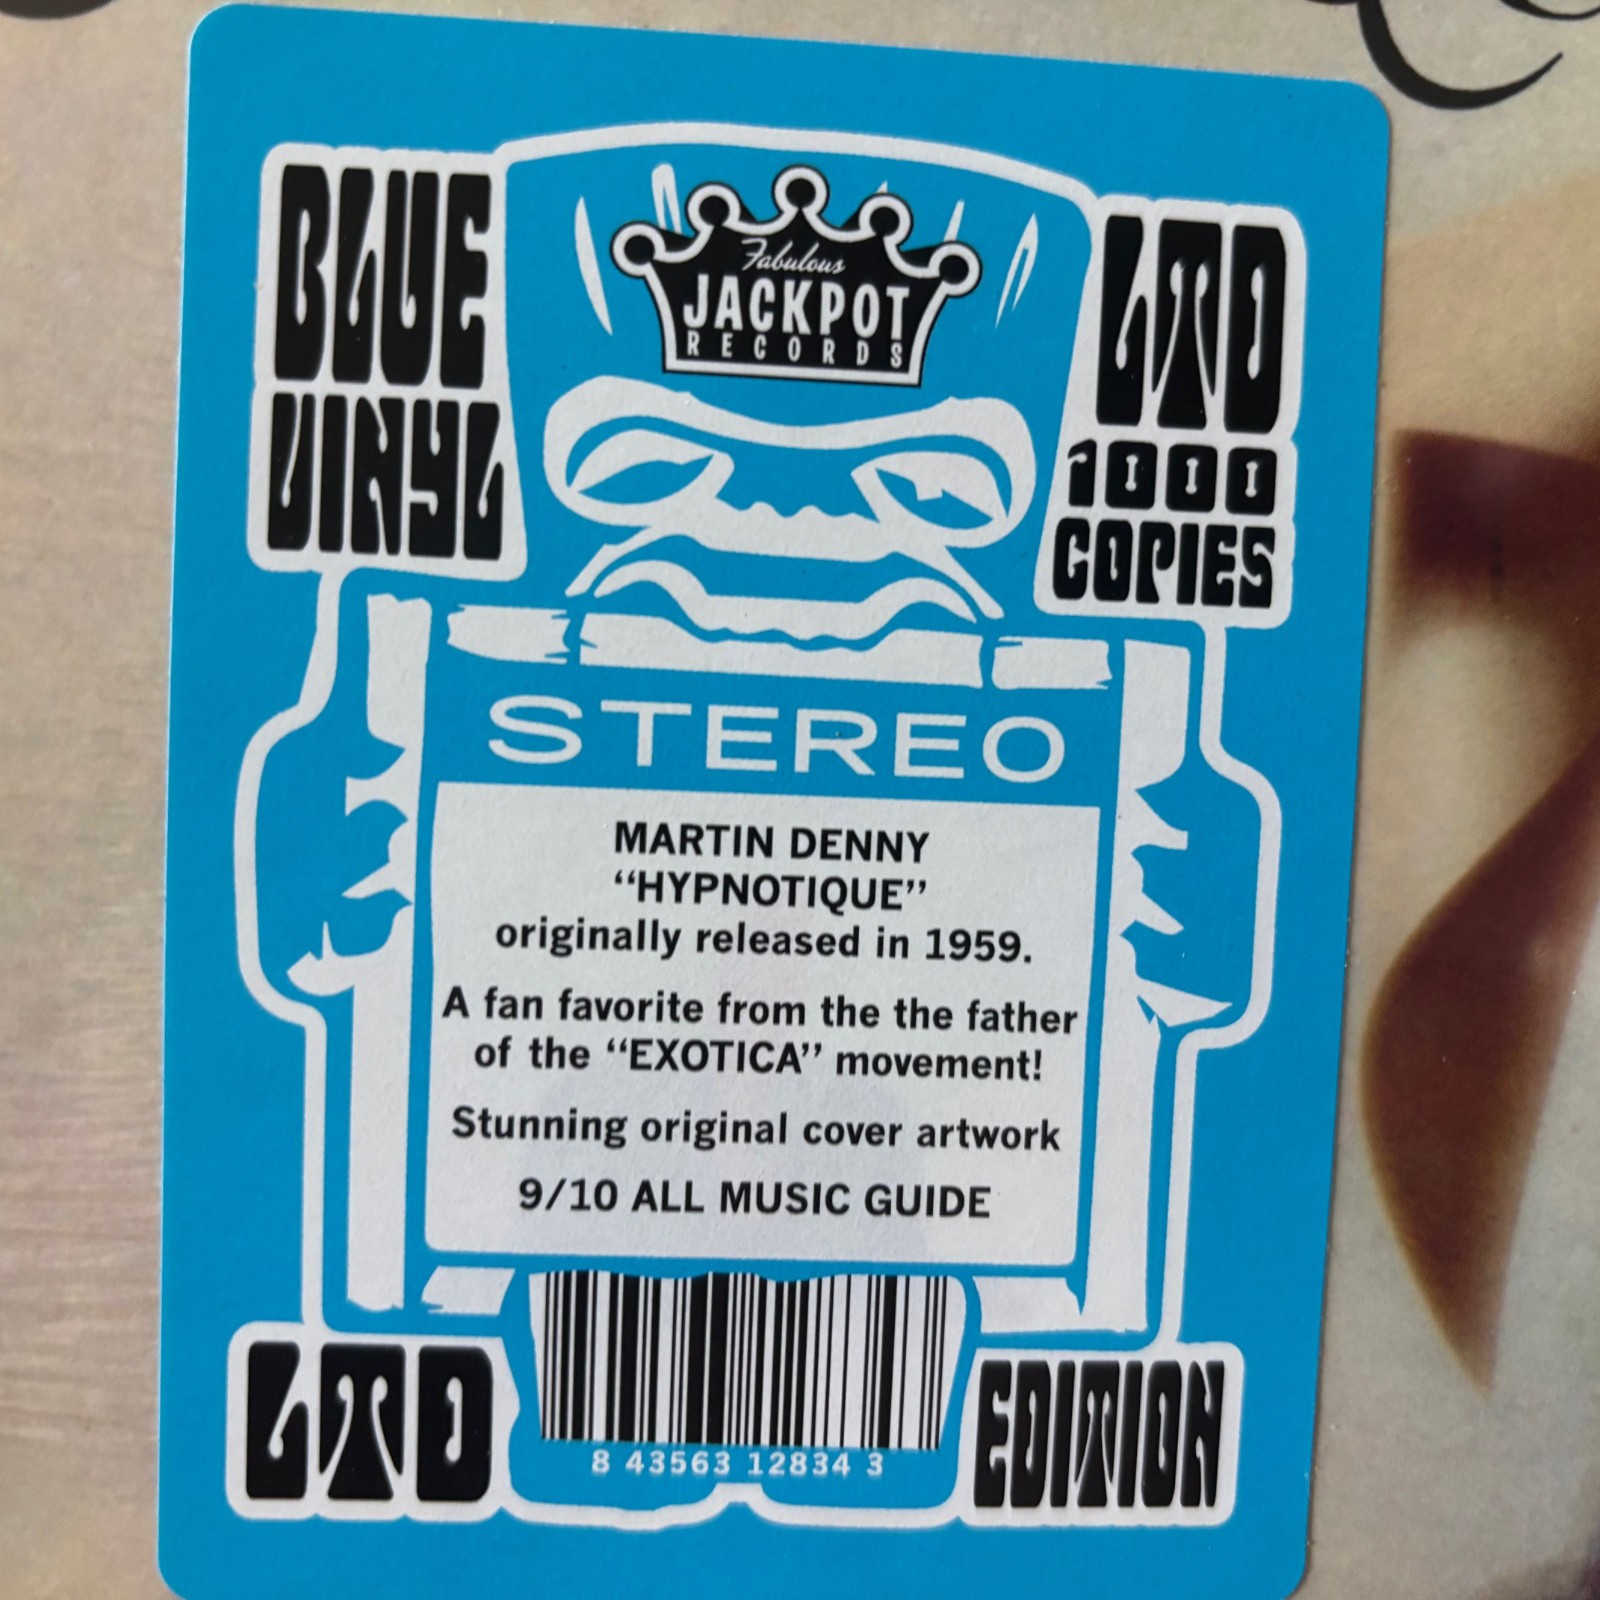 BLUE
VINYL
Fabulous
JACKPOT
RECORDS
LTD
1000
COPIES
STEREO
MARTIN DENNY
“HYPNOTIQUE”
originally released in 1959.
A fan favorite from the the father
of the “EXOTICA” movement!
Stunning original cover artwork
9/10 ALL MUSIC GUIDE
8 43563 12834 3
LTD
EDITION